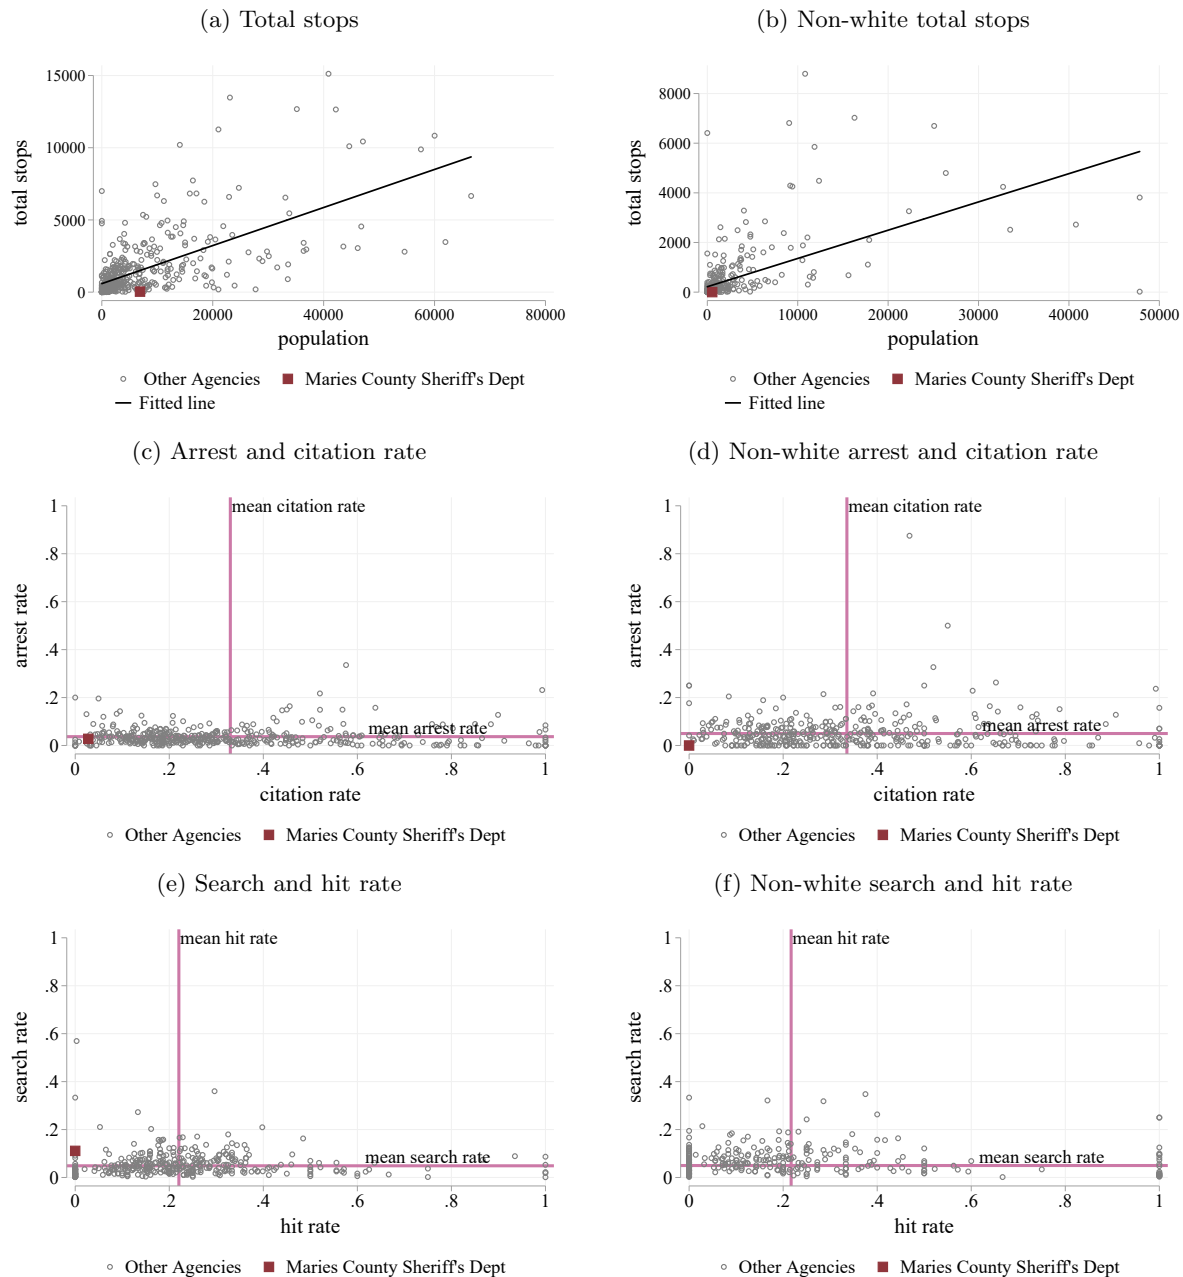 (a) Total stops
(b) Non-white total stops
total stops
15000
10000
5000
0
0 20000 40000 60000 80000
population
Other Agencies Maries County Sheriff's Dept
Fitted line
total stops
8000
6000
4000
2000
0
0 10000 20000 30000 40000 50000
population
Other Agencies Maries County Sheriff's Dept
Fitted line
(c) Arrest and citation rate
(d) Non-white arrest and citation rate
arrest rate
1
.8
.6
.4
.2
0
mean citation rate
mean arrest rate
0 .2 .4 .6 .8 1
citation rate
Other Agencies Maries County Sheriff's Dept
arrest rate
1
.8
.6
.4
.2
0
mean citation rate
mean arrest rate
0 .2 .4 .6 .8 1
citation rate
Other Agencies Maries County Sheriff's Dept
(e) Search and hit rate
(f) Non-white search and hit rate
search rate
1
.8
.6
.4
.2
0
mean hit rate
mean search rate
0 .2 .4 .6 .8 1
hit rate
Other Agencies Maries County Sheriff's Dept
search rate
1
.8
.6
.4
.2
0
mean hit rate
mean search rate
0 .2 .4 .6 .8 1
hit rate
Other Agencies Maries County Sheriff's Dept